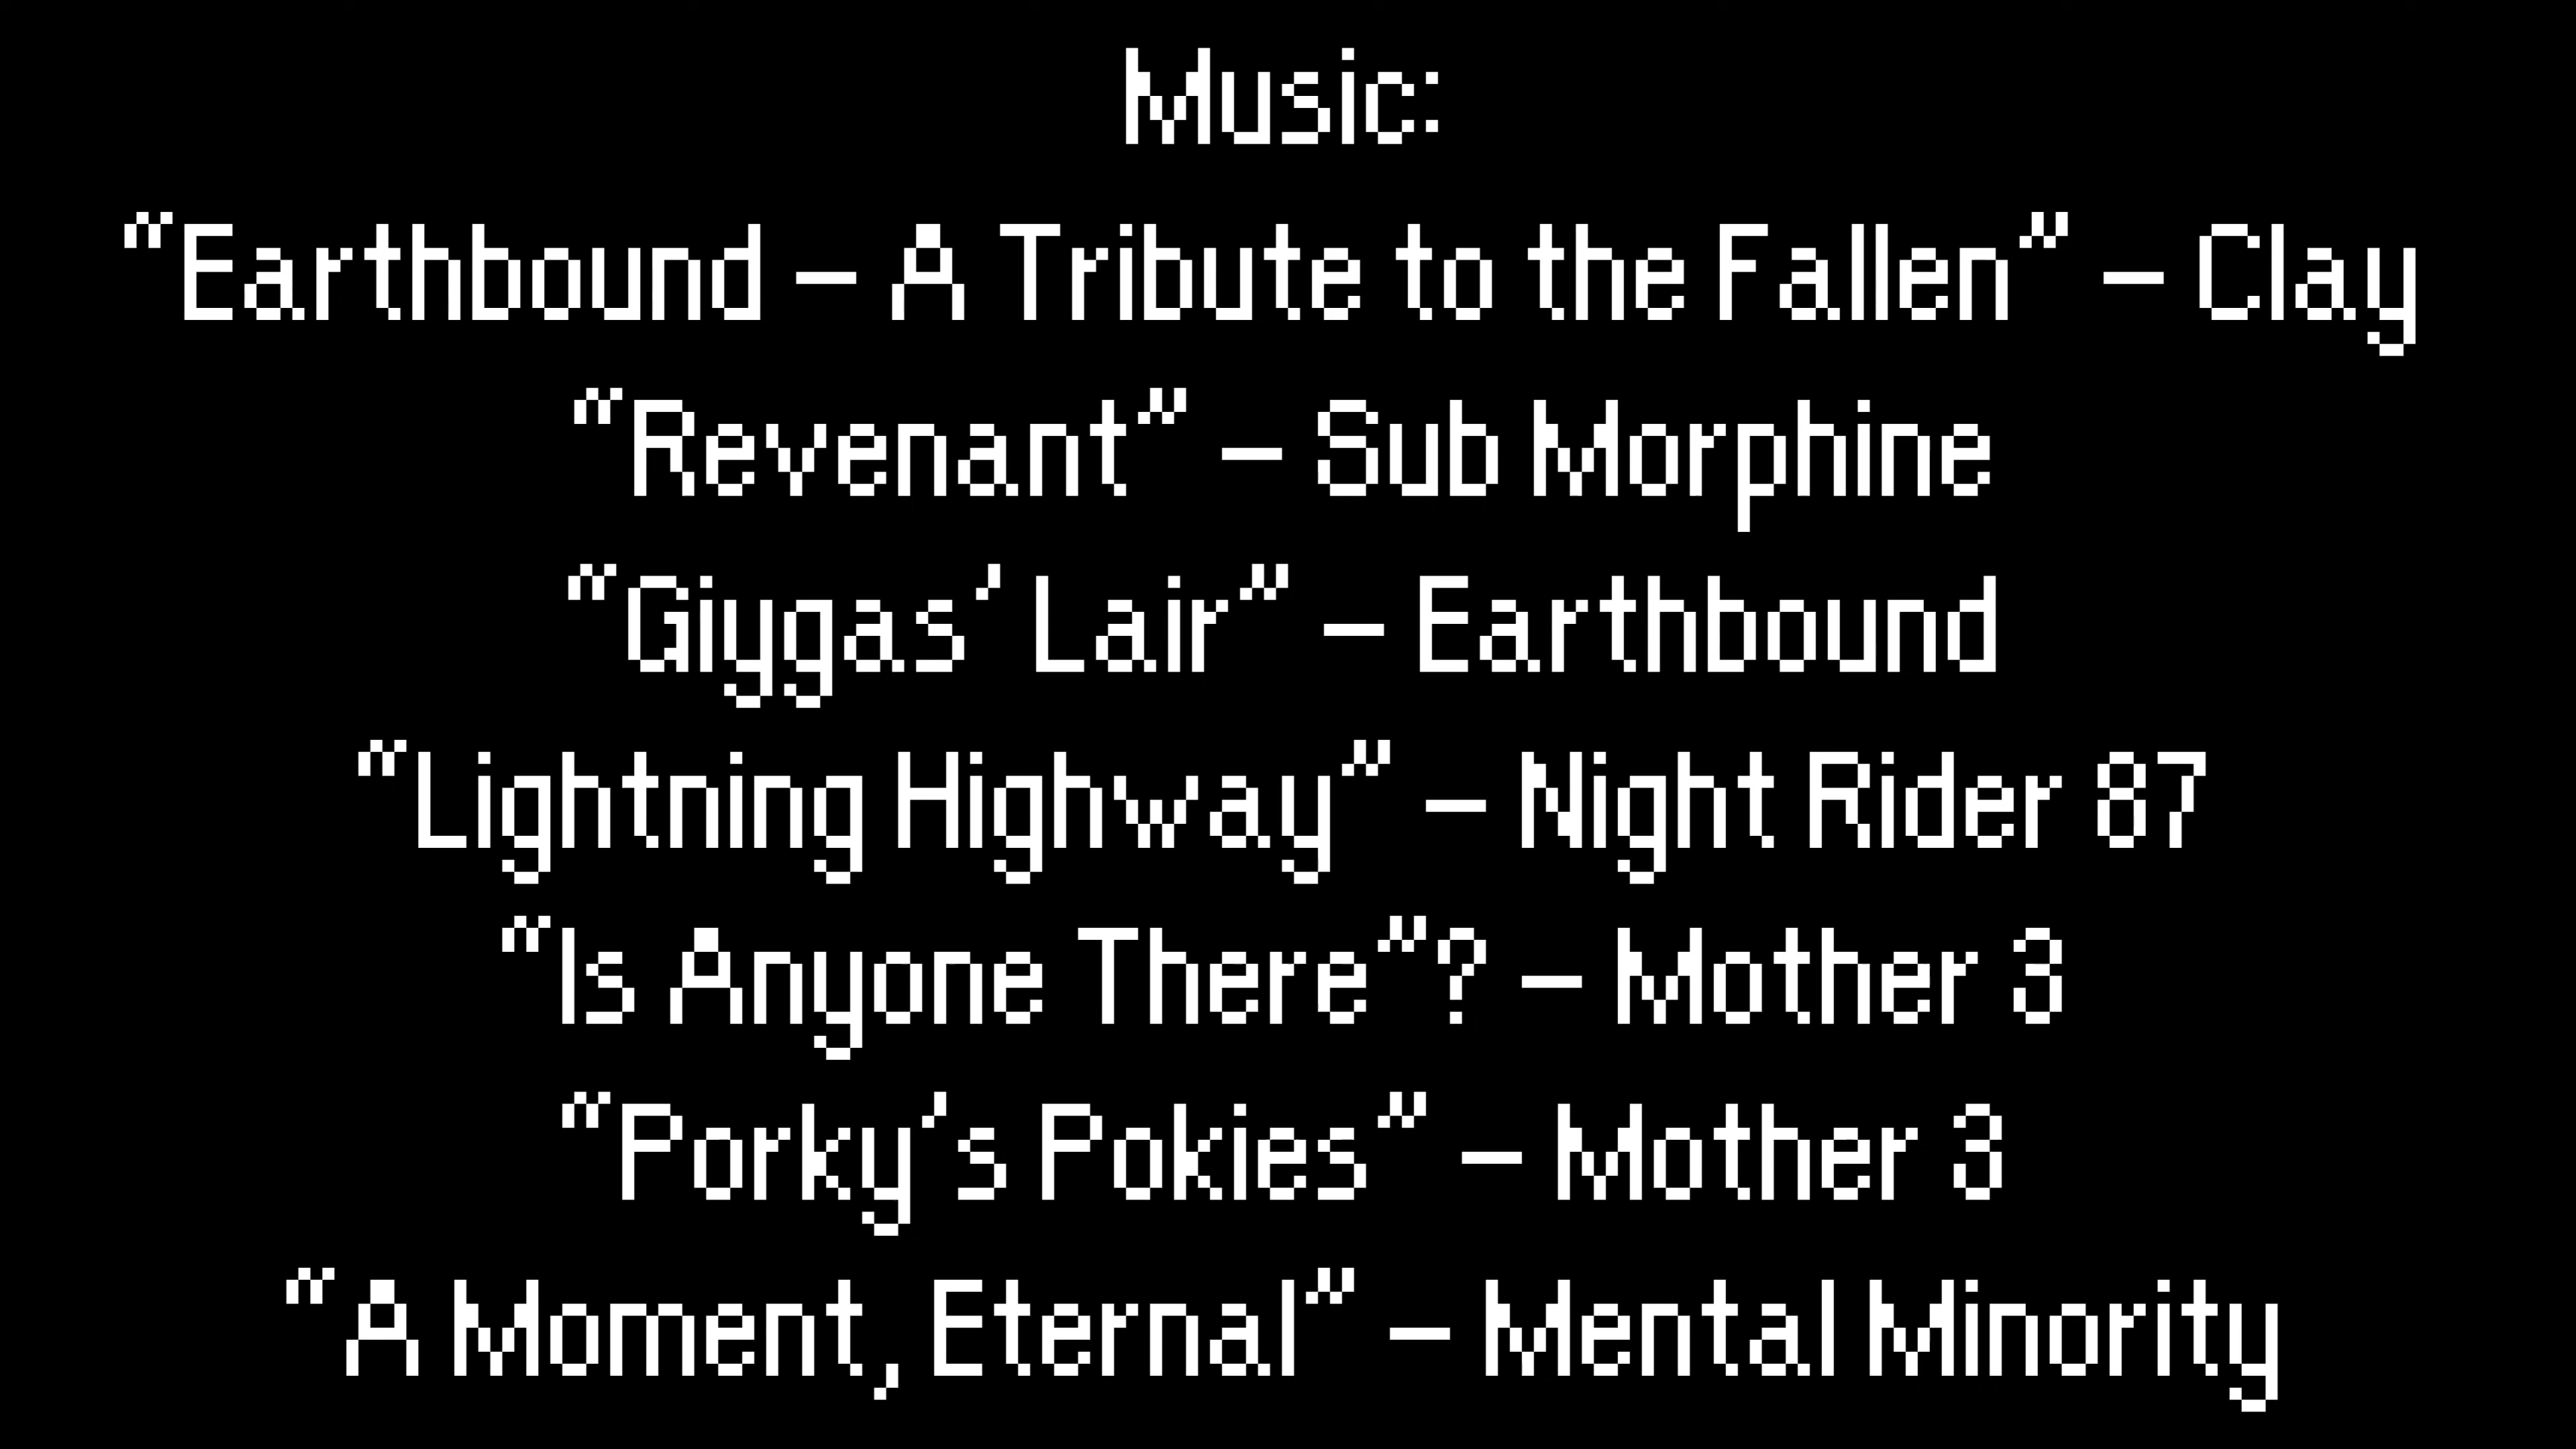 Music:
“Earthbound – A Tribute to the Fallen” – Clay
“Revenant” – Sub Morphine
“Giygas’ Lair” – Earthbound
“Lightning Highway” – Night Rider 87
“Is Anyone There”? – Mother 3
“Porky’s Pokies” – Mother 3
“A Moment, Eternal” – Mental Minority